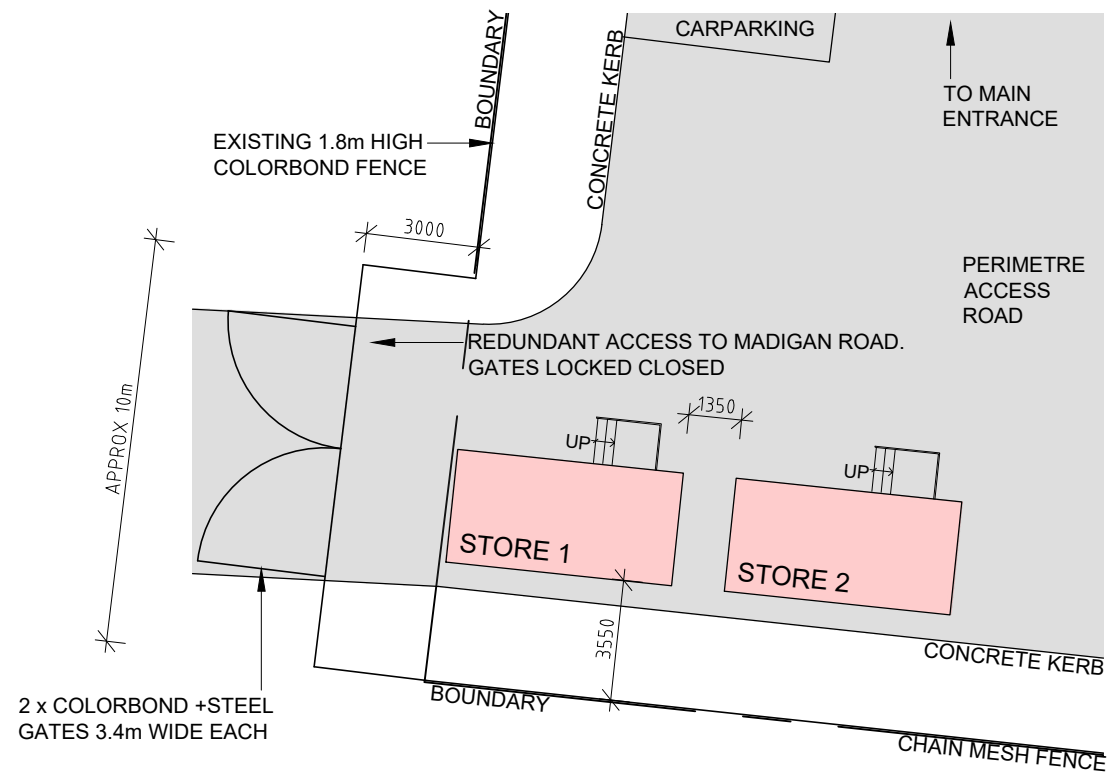 CARPARKING
BOUNDARY
CONCRETE KERB
TO MAIN
ENTRANCE
EXISTING 1.8m HIGH
COLORBOND FENCE
3000
PERIMETRE
ACCESS
ROAD
REDUNDANT ACCESS TO MADIGAN ROAD.
GATES LOCKED CLOSED
APPROX 10m
1350
UP
UP
STORE 1
STORE 2
3550
CONCRETE KERB
BOUNDARY
2 x COLORBOND +STEEL
GATES 3.4m WIDE EACH
CHAIN MESH FENCE